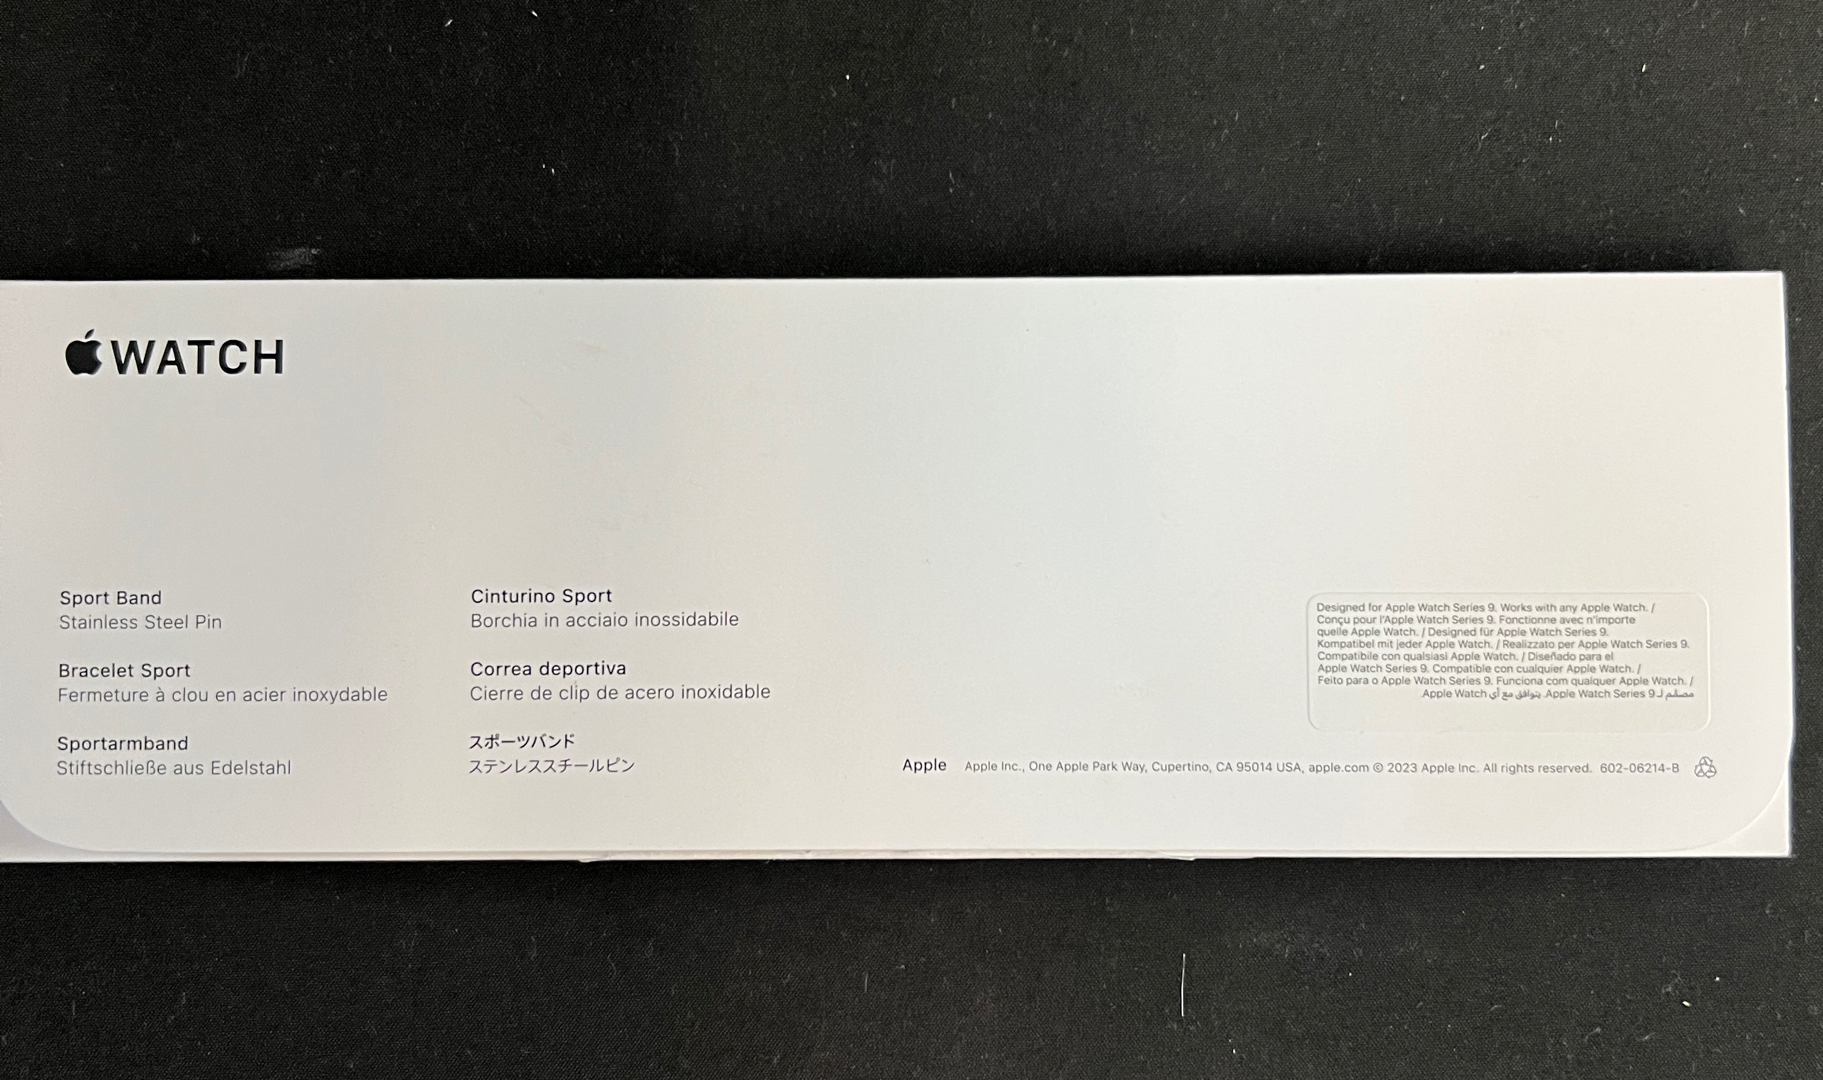 WATCH
Sport Band
Stainless Steel Pin
Bracelet Sport
Fermeture à clou en acier inoxydable
Sportarmband
Stiftschließe aus Edelstahl
Cinturino Sport
Borchia in acciaio inossidabile
Correa deportiva
Cierre de clip de acero inoxidable
スポーツバンド
ステンレススチールピン
Designed for Apple Watch Series 9. Works with any Apple Watch. /
Conçu pour l'Apple Watch Series 9. Fonctionne avec n'importe
quelle Apple Watch. / Designed für Apple Watch Series 9.
Kompatibel mit jeder Apple Watch. / Realizzato per Apple Watch Series 9.
Compatibile con qualsiasi Apple Watch. / Diseñado para el
Apple Watch Series 9. Compatible con cualquier Apple Watch. /
Feito para o Apple Watch Series 9. Funciona com qualquer Apple Watch. /
مصمّم لـ Apple Watch Series 9. يتوافق مع أي Apple Watch.
Apple Apple Inc., One Apple Park Way, Cupertino, CA 95014 USA, apple.com © 2023 Apple Inc. All rights reserved. 602-06214-B